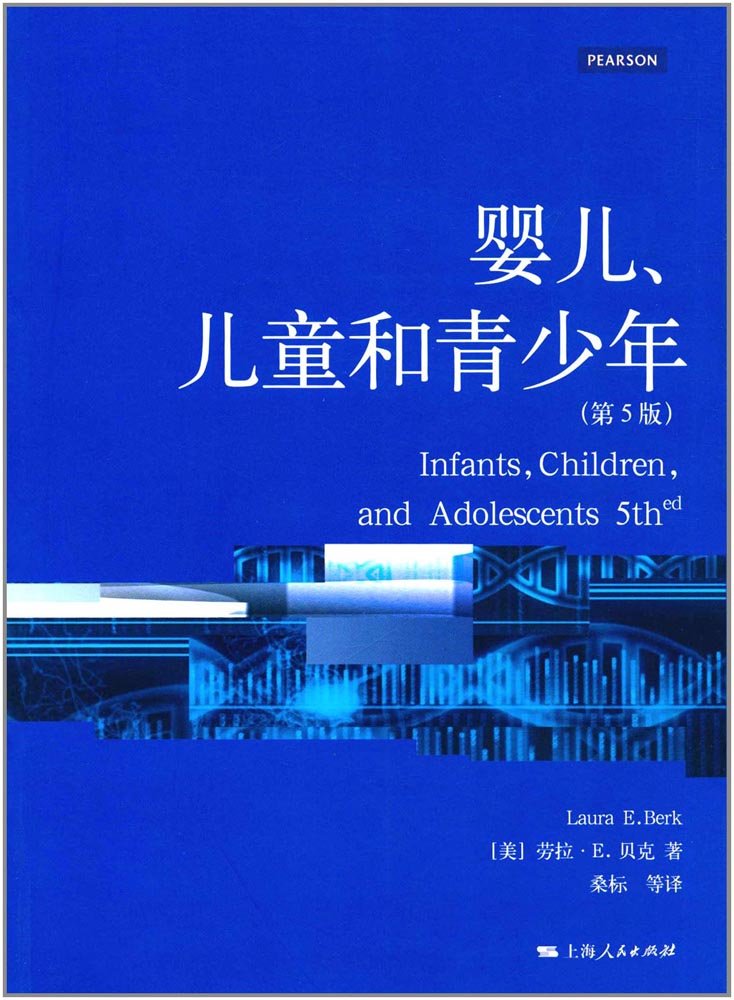 PEARSON
婴儿、
儿童和青少年
(第5版)
Infants, Children,
and Adolescents 5th ed
Laura E.Berk
[美] 劳拉·E. 贝克 著
桑标 等译
上海人民出版社